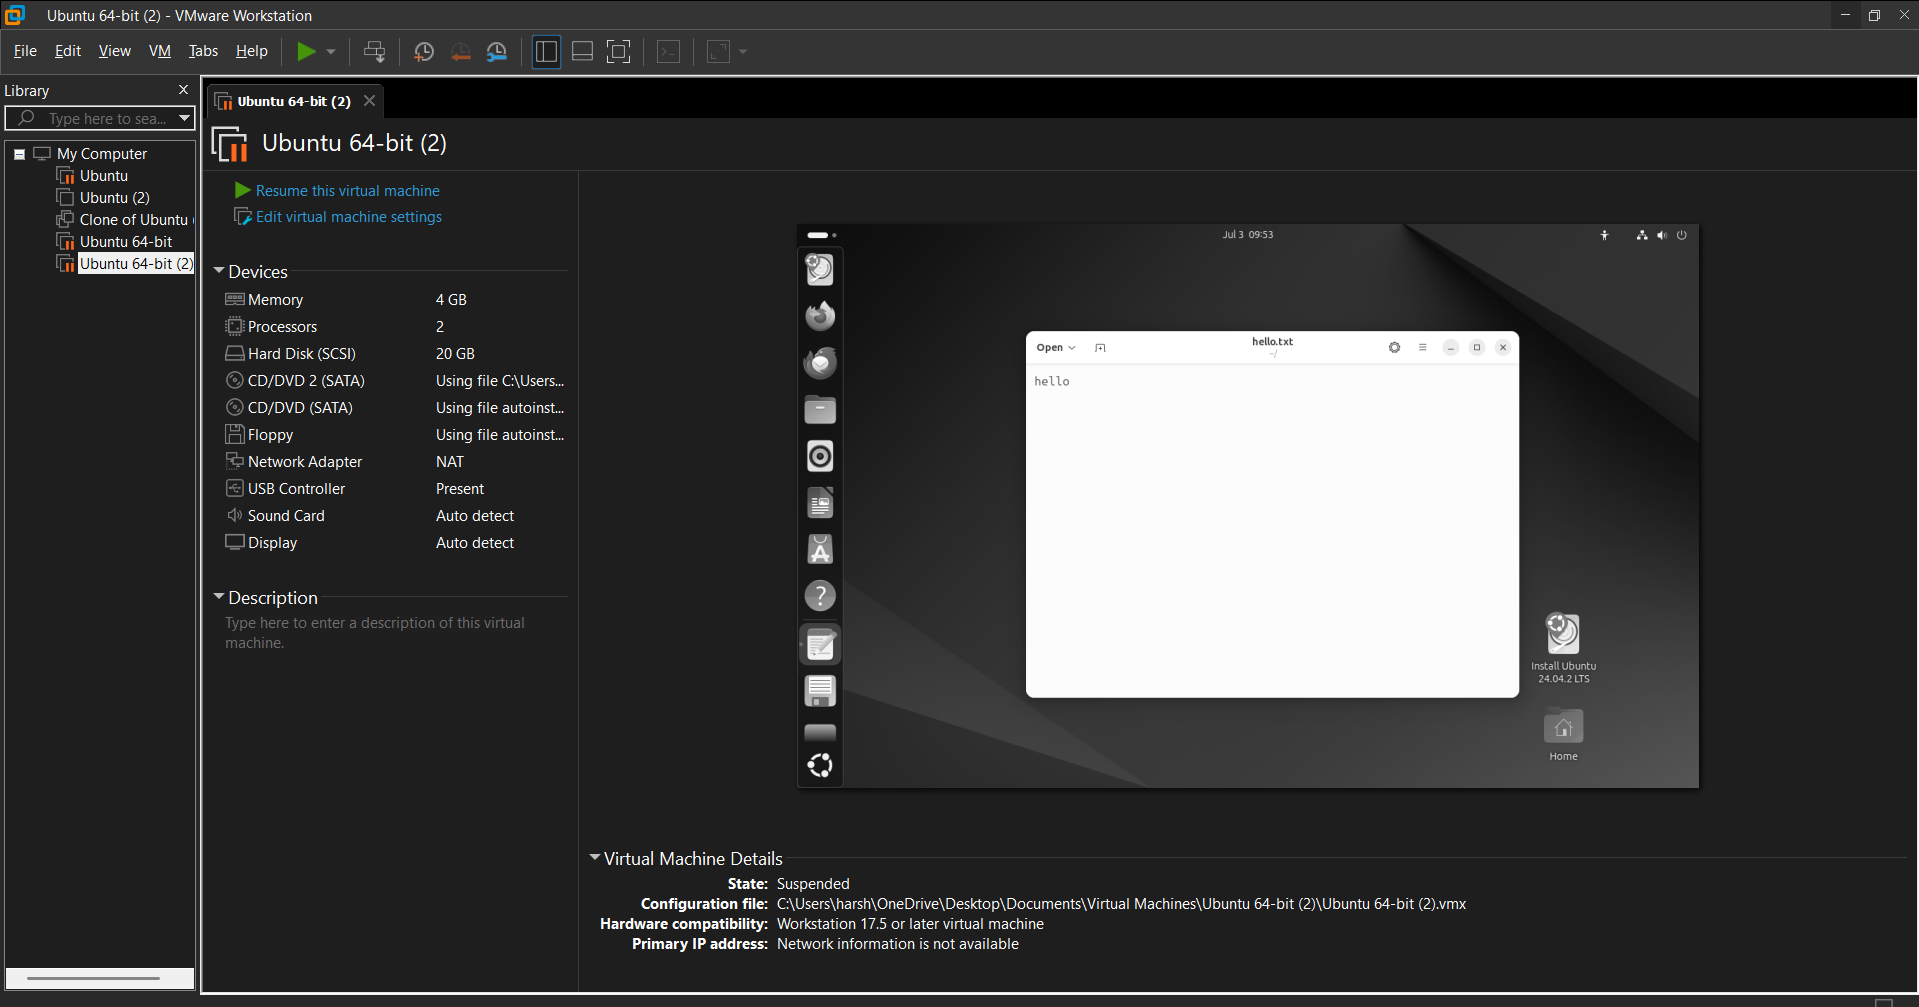 Ubuntu 64-bit (2) - VMware Workstation
File Edit View VM Tabs Help
Library
Type here to sea...
My Computer
Ubuntu
Ubuntu (2)
Clone of Ubuntu
Ubuntu 64-bit
Ubuntu 64-bit (2)
Ubuntu 64-bit (2)
Ubuntu 64-bit (2)
Resume this virtual machine
Edit virtual machine settings
Devices
Memory 4 GB
Processors 2
Hard Disk (SCSI) 20 GB
CD/DVD 2 (SATA) Using file C:\Users...
CD/DVD (SATA) Using file autoinst...
Floppy Using file autoinst...
Network Adapter NAT
USB Controller Present
Sound Card Auto detect
Display Auto detect
Description
Type here to enter a description of this virtual
machine.
Jul 3 09:53
Open
hello.txt
~/
hello
Install Ubuntu
24.04.2 LTS
Home
Virtual Machine Details
State: Suspended
Configuration file: C:\Users\harsh\OneDrive\Desktop\Documents\Virtual Machines\Ubuntu 64-bit (2)\Ubuntu 64-bit (2).vmx
Hardware compatibility: Workstation 17.5 or later virtual machine
Primary IP address: Network information is not available